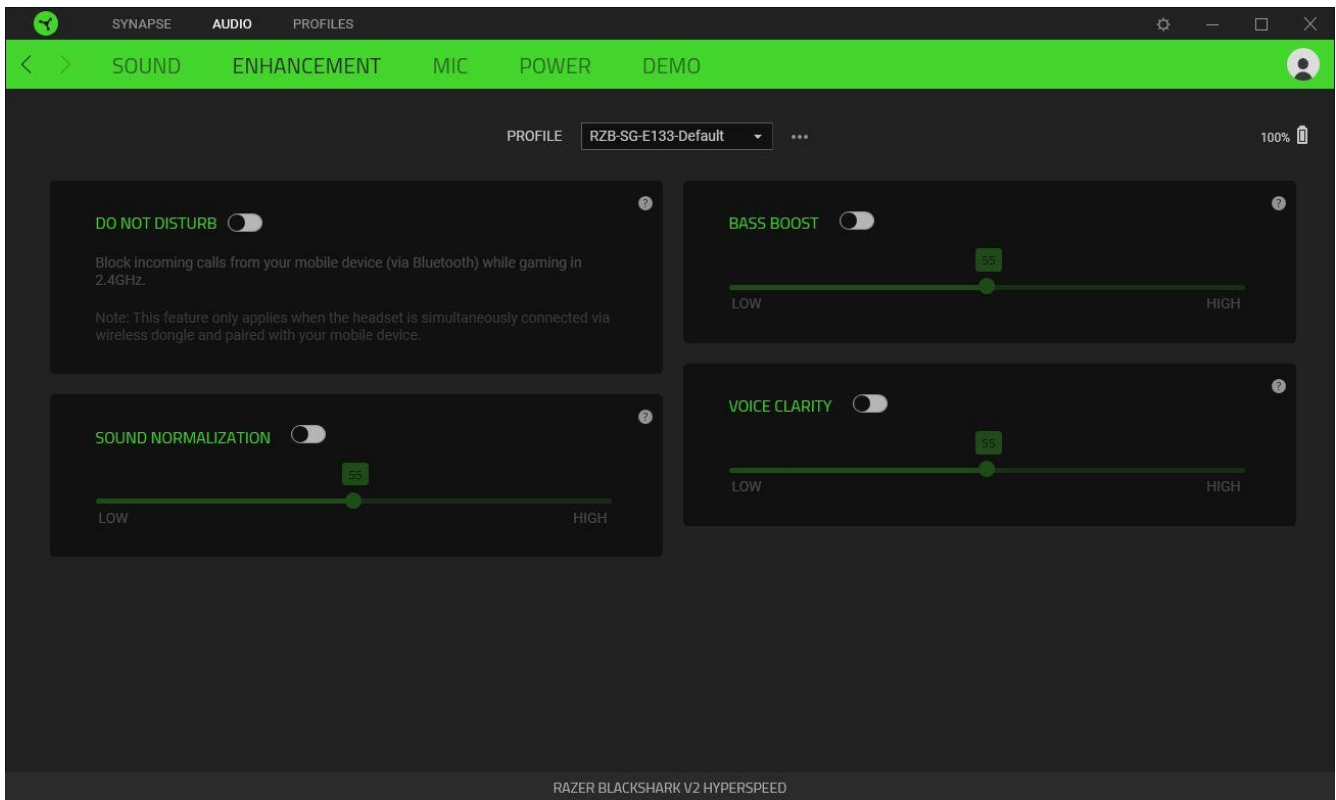 SYNAPSE AUDIO PROFILES
SOUND ENHANCEMENT MIC POWER DEMO
PROFILE RZB-SG-E133-Default
100%
DO NOT DISTURB
Block incoming calls from your mobile device (via Bluetooth) while gaming in
2.4GHz.
Note: This feature only applies when the headset is simultaneously connected via
wireless dongle and paired with your mobile device.
SOUND NORMALIZATION
55
LOW HIGH
BASS BOOST
55
LOW HIGH
VOICE CLARITY
55
LOW HIGH
RAZER BLACKSHARK V2 HYPERSPEED